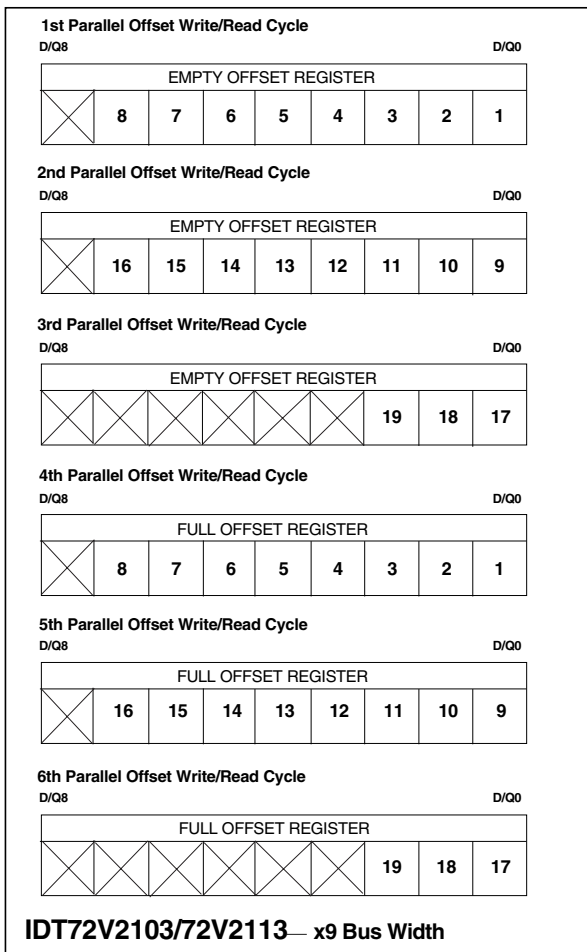 1st Parallel Offset Write/Read Cycle
D/Q8 D/Q0
EMPTY OFFSET REGISTER
8 7 6 5 4 3 2 1
2nd Parallel Offset Write/Read Cycle
D/Q8 D/Q0
EMPTY OFFSET REGISTER
16 15 14 13 12 11 10 9
3rd Parallel Offset Write/Read Cycle
D/Q8 D/Q0
EMPTY OFFSET REGISTER
19 18 17
4th Parallel Offset Write/Read Cycle
D/Q8 D/Q0
FULL OFFSET REGISTER
8 7 6 5 4 3 2 1
5th Parallel Offset Write/Read Cycle
D/Q8 D/Q0
FULL OFFSET REGISTER
16 15 14 13 12 11 10 9
6th Parallel Offset Write/Read Cycle
D/Q8 D/Q0
FULL OFFSET REGISTER
19 18 17
IDT72V2103/72V2113— x9 Bus Width